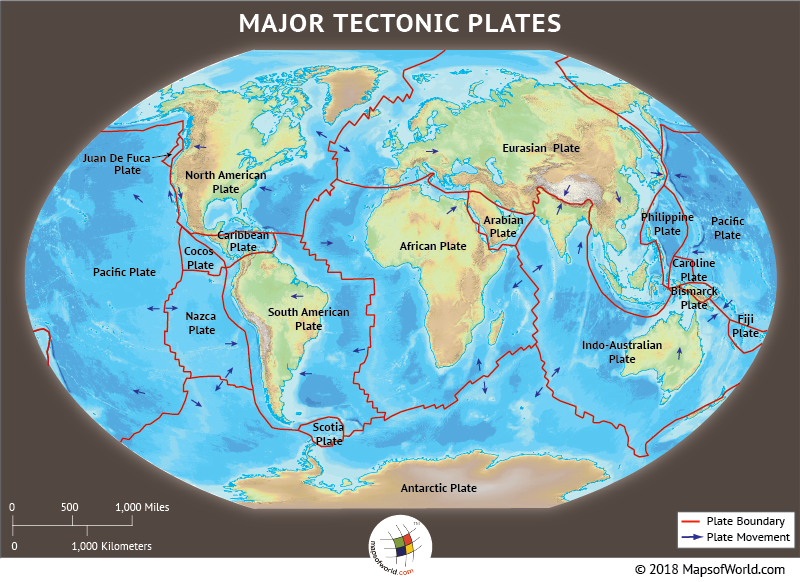 MAJOR TECTONIC PLATES
Juan De Fuca
Plate
North American
Plate
Eurasian Plate
Caribbean
Plate
Cocos
Plate
Arabian
Plate
Philippine
Plate
Pacific
Plate
African Plate
Pacific Plate
Caroline
Plate
Bismarck
Plate
Nazca
Plate
South American
Plate
Fiji
Plate
Indo-Australian
Plate
Scotia
Plate
Antarctic Plate
0 500 1,000 Miles
0 1,000 Kilometers
Plate Boundary
Plate Movement
mapsofworld.com
TM
© 2018 MapsofWorld.com